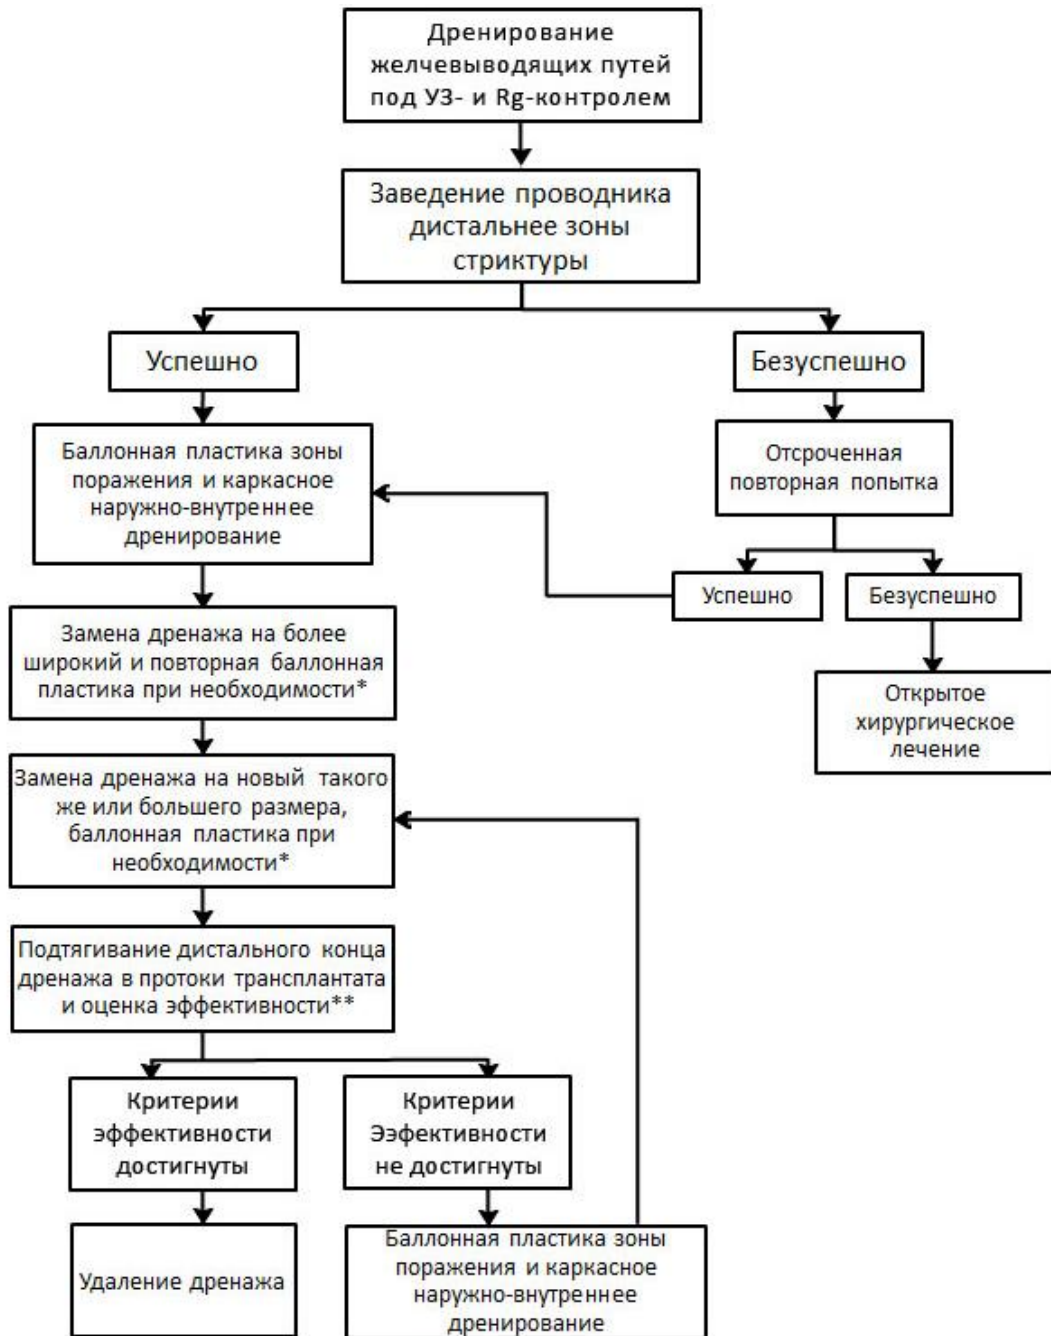 Дренирование
желчевыводящих путей
под УЗ- и Rg-контролем
Заведение проводника
дистальнее зоны
стриктуры
Успешно
Безуспешно
Баллонная пластика зоны
поражения и каркасное
наружно-внутреннее
дренирование
Отсроченная
повторная попытка
Успешно
Безуспешно
Замена дренажа на более
широкий и повторная баллонная
пластика при необходимости*
Открытое
хирургическое
лечение
Замена дренажа на новый такого
же или большего размера,
баллонная пластика при
необходимости*
Подтягивание дистального конца
дренажа в протоки трансплантата
и оценка эффективности**
Критерии
эффективности
достигнуты
Критерии
Ээфективности
не достигнуты
Удаление дренажа
Баллонная пластика зоны
поражения и каркасное
наружно-внутреннее
дренирование